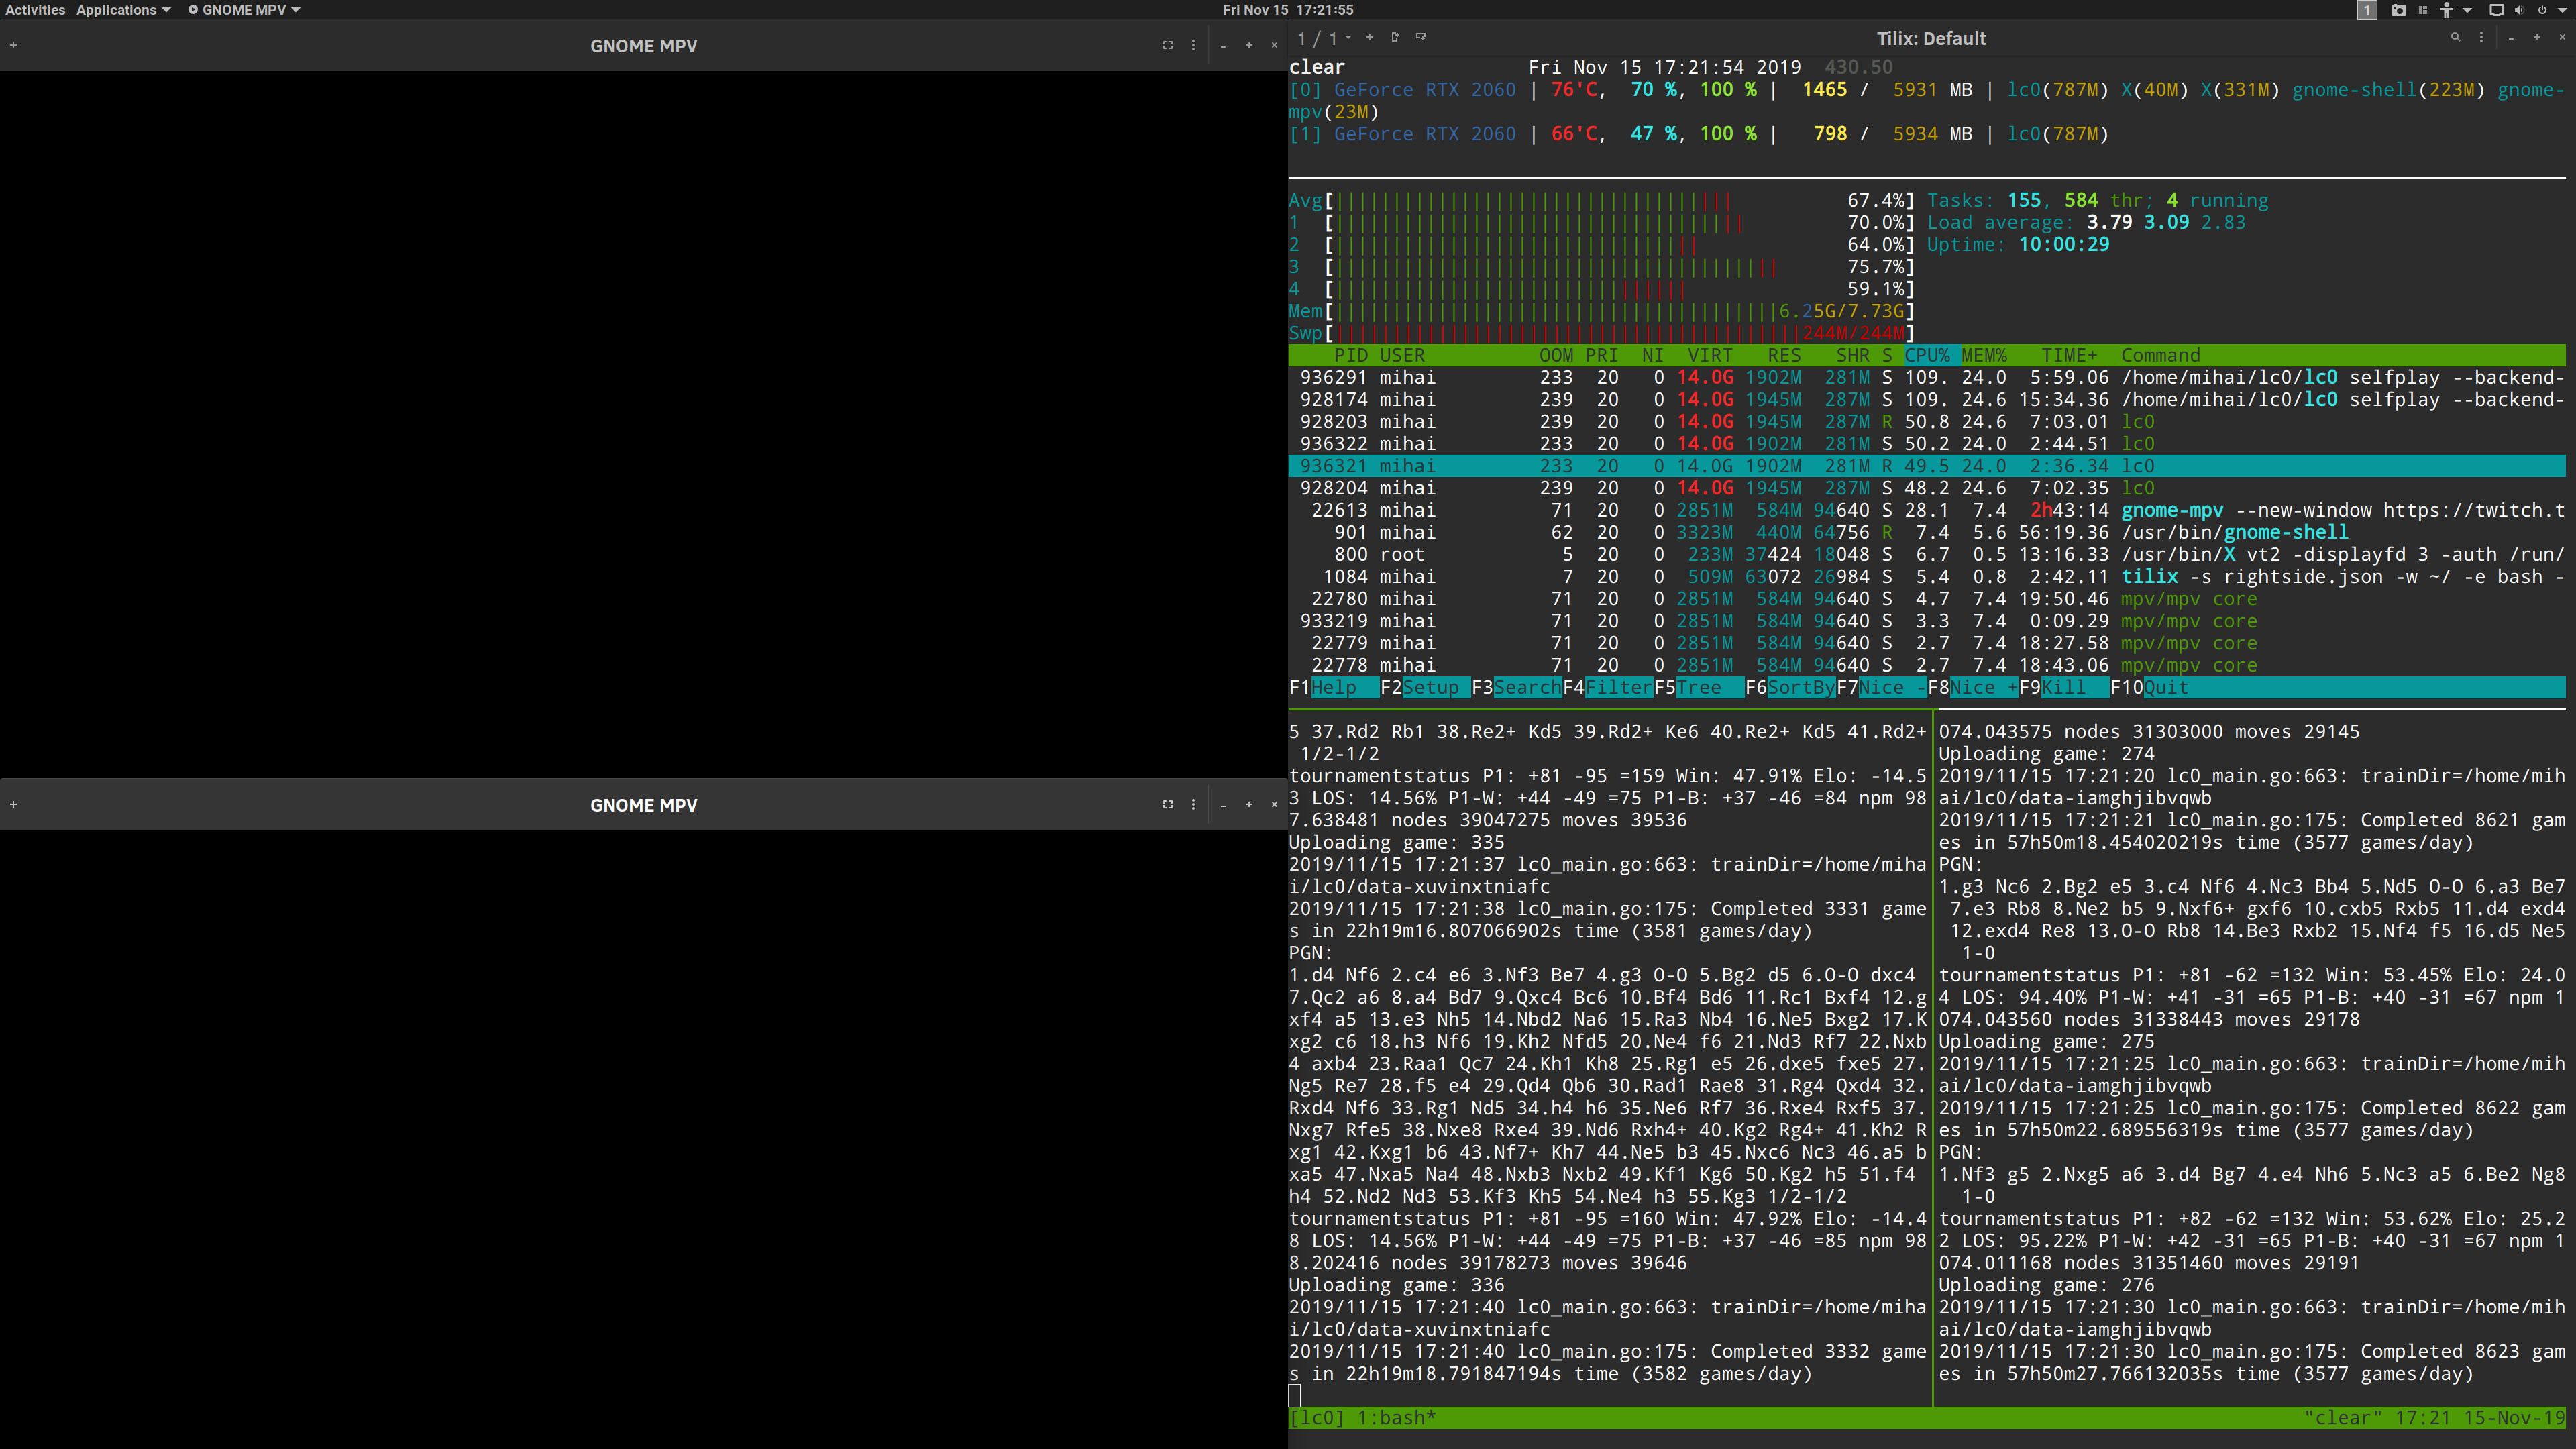 Activities Applications GNOME MPV Fri Nov 15 17:21:55 1
GNOME MPV
1 / 1 Tilix: Default
clear Fri Nov 15 17:21:54 2019 430.50
[0] GeForce RTX 2060 | 76'C, 70 %, 100 % | 1465 / 5931 MB | lc0(787M) X(40M) X(331M) gnome-shell(223M) gnome-
mpv(23M)
[1] GeForce RTX 2060 | 66'C, 47 %, 100 % | 798 / 5934 MB | lc0(787M)
Avg[ 67.4%] Tasks: 155, 584 thr; 4 running
1 [ 70.0%] Load average: 3.79 3.09 2.83
2 [ 64.0%] Uptime: 10:00:29
3 [ 75.7%]
4 [ 59.1%]
Mem[ 6.25G/7.73G]
Swp[ 244M/244M]
PID USER OOM PRI NI VIRT RES SHR S CPU% MEM% TIME+ Command
936291 mihai 233 20 0 14.0G 1902M 281M S 109. 24.0 5:59.06 /home/mihai/lc0/lc0 selfplay --backend-
928174 mihai 239 20 0 14.0G 1945M 287M S 109. 24.6 15:34.36 /home/mihai/lc0/lc0 selfplay --backend-
928203 mihai 239 20 0 14.0G 1945M 287M R 50.8 24.6 7:03.01 lc0
936322 mihai 233 20 0 14.0G 1902M 281M S 50.2 24.0 2:44.51 lc0
936321 mihai 233 20 0 14.0G 1902M 281M R 49.5 24.0 2:36.34 lc0
928204 mihai 239 20 0 14.0G 1945M 287M S 48.2 24.6 7:02.35 lc0
22613 mihai 71 20 0 2851M 584M 94640 S 28.1 7.4 2h43:14 gnome-mpv --new-window https://twitch.t
901 mihai 62 20 0 3323M 440M 64756 R 7.4 5.6 56:19.36 /usr/bin/gnome-shell
800 root 5 20 0 233M 37424 18048 S 6.7 0.5 13:16.33 /usr/bin/X vt2 -displayfd 3 -auth /run/
1084 mihai 7 20 0 509M 63072 26984 S 5.4 0.8 2:42.11 tilix -s rightside.json -w ~/ -e bash -
22780 mihai 71 20 0 2851M 584M 94640 S 4.7 7.4 19:50.46 mpv/mpv core
933219 mihai 71 20 0 2851M 584M 94640 S 3.3 7.4 0:09.29 mpv/mpv core
22779 mihai 71 20 0 2851M 584M 94640 S 2.7 7.4 18:27.58 mpv/mpv core
22778 mihai 71 20 0 2851M 584M 94640 S 2.7 7.4 18:43.06 mpv/mpv core
F1Help F2Setup F3SearchF4FilterF5Tree F6SortByF7Nice -F8Nice +F9Kill F10Quit
GNOME MPV
5 37.Rd2 Rb1 38.Re2+ Kd5 39.Rd2+ Ke6 40.Re2+ Kd5 41.Rd2+
1/2-1/2
tournamentstatus P1: +81 -95 =159 Win: 47.91% Elo: -14.5
3 LOS: 14.56% P1-W: +44 -49 =75 P1-B: +37 -46 =84 npm 98
7.638481 nodes 39047275 moves 39536
Uploading game: 335
2019/11/15 17:21:37 lc0_main.go:663: trainDir=/home/miha
i/lc0/data-xuvinxtniafc
2019/11/15 17:21:38 lc0_main.go:175: Completed 3331 game
s in 22h19m16.807066902s time (3581 games/day)
PGN:
1.d4 Nf6 2.c4 e6 3.Nf3 Be7 4.g3 O-O 5.Bg2 d5 6.O-O dxc4
7.Qc2 a6 8.a4 Bd7 9.Qxc4 Bc6 10.Bf4 Bd6 11.Rc1 Bxf4 12.g
xf4 a5 13.e3 Nh5 14.Nbd2 Na6 15.Ra3 Nb4 16.Ne5 Bxg2 17.K
xg2 c6 18.h3 Nf6 19.Kh2 Nfd5 20.Ne4 f6 21.Nd3 Rf7 22.Nxb
4 axb4 23.Raa1 Qc7 24.Kh1 Kh8 25.Rg1 e5 26.dxe5 fxe5 27.
Ng5 Re7 28.f5 e4 29.Qd4 Qb6 30.Rad1 Rae8 31.Rg4 Qxd4 32.
Rxd4 Nf6 33.Rg1 Nd5 34.h4 h6 35.Ne6 Rf7 36.Rxe4 Rxf5 37.
Nxg7 Rfe5 38.Nxe8 Rxe4 39.Nd6 Rxh4+ 40.Kg2 Rg4+ 41.Kh2 R
xg1 42.Kxg1 b6 43.Nf7+ Kh7 44.Ne5 b3 45.Nxc6 Nc3 46.a5 b
xa5 47.Nxa5 Na4 48.Nxb3 Nxb2 49.Kf1 Kg6 50.Kg2 h5 51.f4
h4 52.Nd2 Nd3 53.Kf3 Kh5 54.Ne4 h3 55.Kg3 1/2-1/2
tournamentstatus P1: +81 -95 =160 Win: 47.92% Elo: -14.4
8 LOS: 14.56% P1-W: +44 -49 =75 P1-B: +37 -46 =85 npm 98
8.202416 nodes 39178273 moves 39646
Uploading game: 336
2019/11/15 17:21:40 lc0_main.go:663: trainDir=/home/miha
i/lc0/data-xuvinxtniafc
2019/11/15 17:21:40 lc0_main.go:175: Completed 3332 game
s in 22h19m18.791847194s time (3582 games/day)
074.043575 nodes 31303000 moves 29145
Uploading game: 274
2019/11/15 17:21:20 lc0_main.go:663: trainDir=/home/mih
ai/lc0/data-iamghjibvqwb
2019/11/15 17:21:21 lc0_main.go:175: Completed 8621 gam
es in 57h50m18.454020219s time (3577 games/day)
PGN:
1.g3 Nc6 2.Bg2 e5 3.c4 Nf6 4.Nc3 Bb4 5.Nd5 O-O 6.a3 Be7
7.e3 Rb8 8.Ne2 b5 9.Nxf6+ gxf6 10.cxb5 Rxb5 11.d4 exd4
12.exd4 Re8 13.O-O Rb8 14.Be3 Rxb2 15.Nf4 f5 16.d5 Ne5
1-0
tournamentstatus P1: +81 -62 =132 Win: 53.45% Elo: 24.0
4 LOS: 94.40% P1-W: +41 -31 =65 P1-B: +40 -31 =67 npm 1
074.043560 nodes 31338443 moves 29178
Uploading game: 275
2019/11/15 17:21:25 lc0_main.go:663: trainDir=/home/mih
ai/lc0/data-iamghjibvqwb
2019/11/15 17:21:25 lc0_main.go:175: Completed 8622 gam
es in 57h50m22.689556319s time (3577 games/day)
PGN:
1.Nf3 g5 2.Nxg5 a6 3.d4 Bg7 4.e4 Nh6 5.Nc3 a5 6.Be2 Ng8
1-0
tournamentstatus P1: +82 -62 =132 Win: 53.62% Elo: 25.2
2 LOS: 95.22% P1-W: +42 -31 =65 P1-B: +40 -31 =67 npm 1
074.011168 nodes 31351460 moves 29191
Uploading game: 276
2019/11/15 17:21:30 lc0_main.go:663: trainDir=/home/mih
ai/lc0/data-iamghjibvqwb
2019/11/15 17:21:30 lc0_main.go:175: Completed 8623 gam
es in 57h50m27.766132035s time (3577 games/day)
[lc0] 1:bash* "clear" 17:21 15-Nov-19